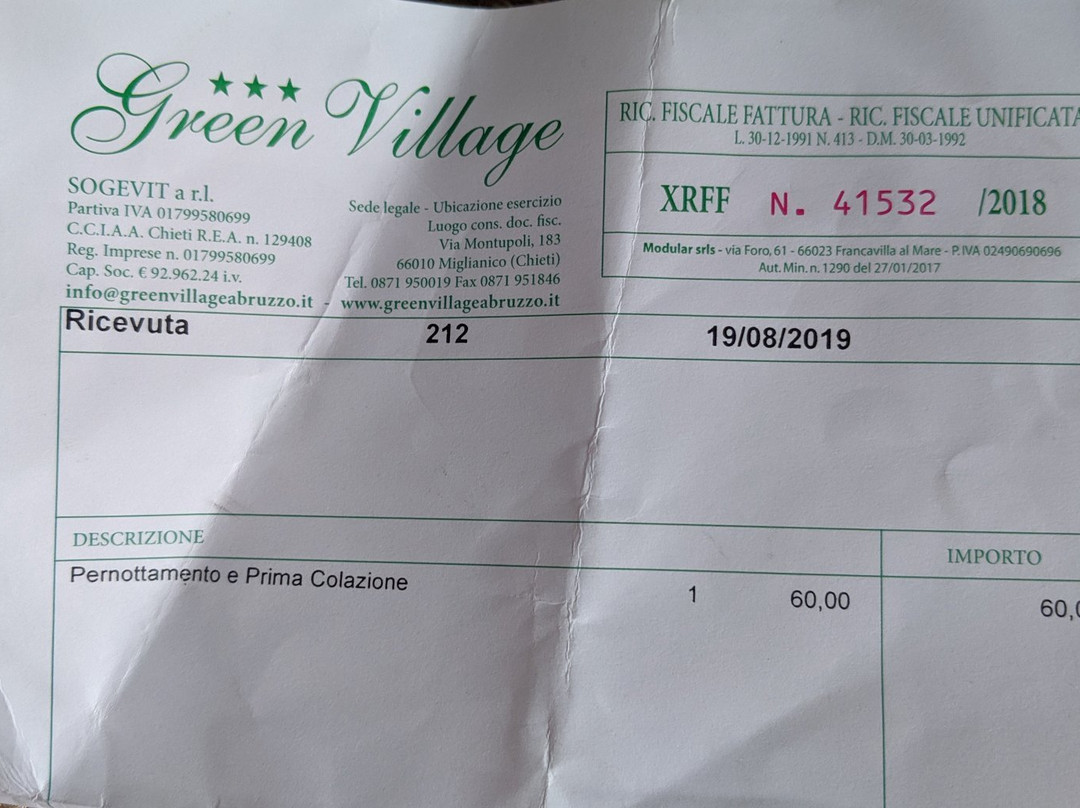 Green Village
SOGEVIT a r.l.
Partiva IVA 01799580699
C.C.I.A.A. Chieti R.E.A. n. 129408
Reg. Imprese n. 01799580699
Cap. Soc. € 92.962.24 i.v.
info@greenvillageabruzzo.it - www.greenvillageabruzzo.it
Sede legale - Ubicazione esercizio
Luogo cons. doc. fisc.
Via Montupoli, 183
66010 Miglianico (Chieti)
Tel. 0871 950019 Fax 0871 951846
RIC. FISCALE FATTURA - RIC. FISCALE UNIFICATA
L. 30-12-1991 N. 413 - D.M. 30-03-1992
XRFF N. 41532 /2018
Modular srls - via Foro, 61 - 66023 Francavilla al Mare - P.IVA 02490690696
Aut. Min. n. 1290 del 27/01/2017
Ricevuta 212 19/08/2019
DESCRIZIONE IMPORTO
Pernottamento e Prima Colazione 1 60,00